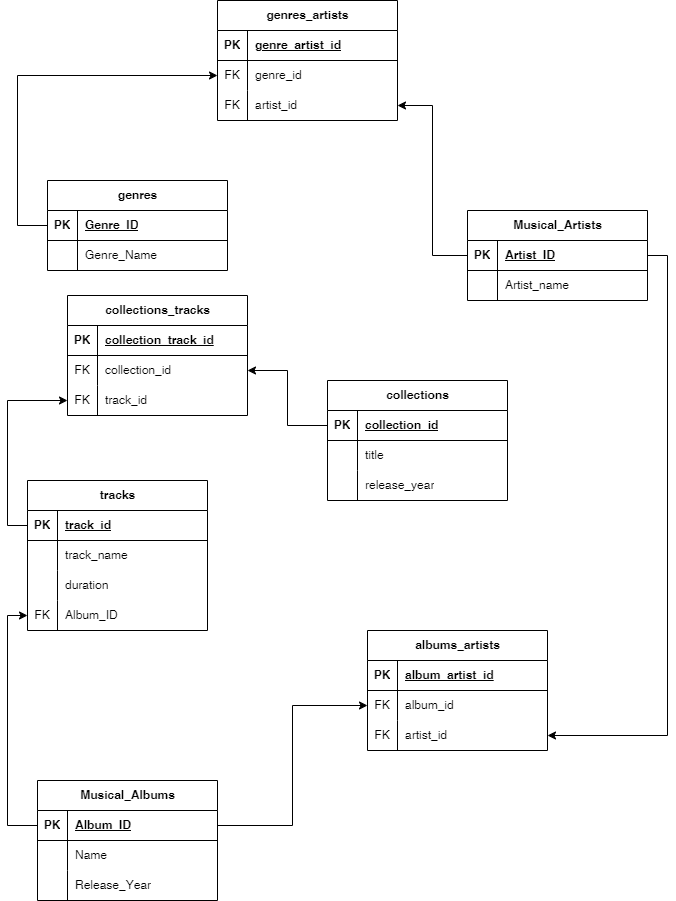 genres_artists
PK genre_artist_id
FK genre_id
FK artist_id
genres
PK Genre_ID
Genre_Name
Musical_Artists
PK Artist_ID
Artist_name
collections_tracks
PK collection_track_id
FK collection_id
FK track_id
collections
PK collection_id
title
release_year
tracks
PK track_id
track_name
duration
FK Album_ID
albums_artists
PK album_artist_id
FK album_id
FK artist_id
Musical_Albums
PK Album_ID
Name
Release_Year